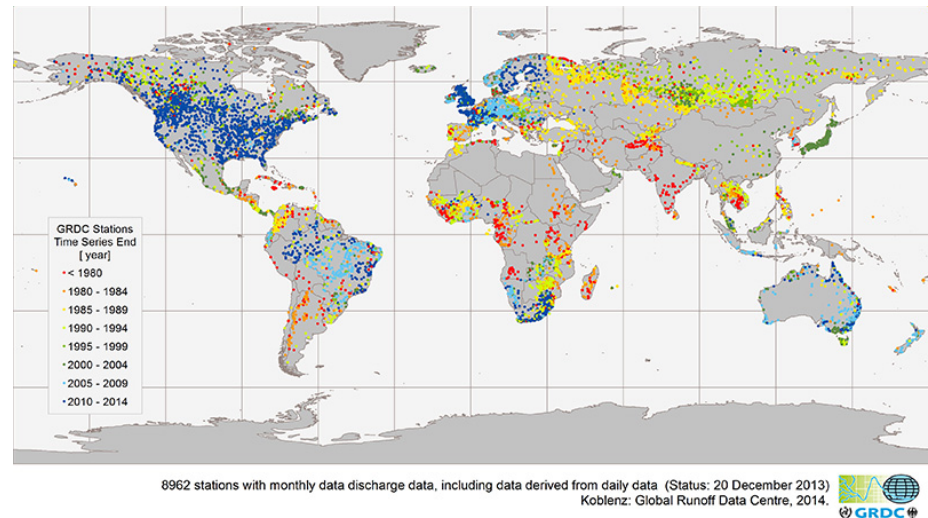 GRDC Stations
Time Series End
[ year]
< 1980
1980 - 1984
1985 - 1989
1990 - 1994
1995 - 1999
2000 - 2004
2005 - 2009
2010 - 2014
8962 stations with monthly data discharge data, including data derived from daily data (Status: 20 December 2013)
Koblenz: Global Runoff Data Centre, 2014.
GRDC